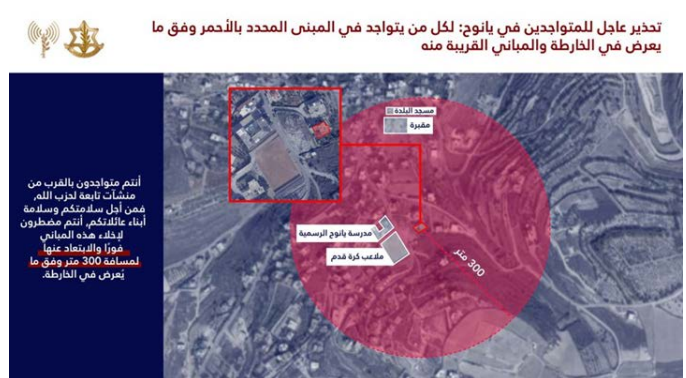 تحذير عاجل للمتواجدين في يانوح: لكل من يتواجد في المبنى المحدد بالأحمر وفق ما
يعرض في الخارطة والمباني القريبة منه
مسجد البلدة
مقبرة
أنتم متواجدون بالقرب من
منشآت تابعة لحزب الله,
فمن أجل سلامتكم وسلامة
أبناء عائلاتكم, أنتم مضطرون
لإخلاء هذه المباني
فورًا والابتعاد عنها
لمسافة 300 متر وفق ما
يُعرض في الخارطة.
مدرسة يانوح الرسمية
ملاعب كرة قدم
300 متر